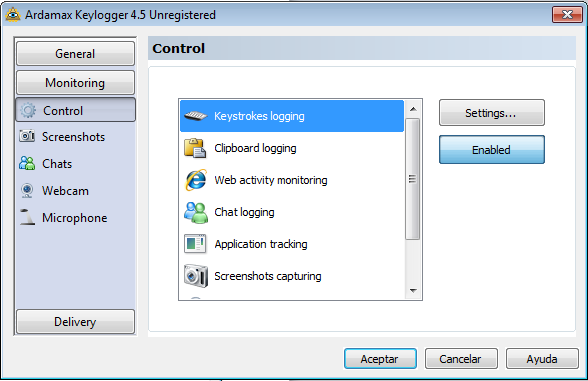 Ardamax Keylogger 4.5 Unregistered
General
Monitoring
Control
Screenshots
Chats
Webcam
Microphone
Delivery
Control
Keystrokes logging
Clipboard logging
Web activity monitoring
Chat logging
Application tracking
Screenshots capturing
Settings...
Enabled
Aceptar
Cancelar
Ayuda